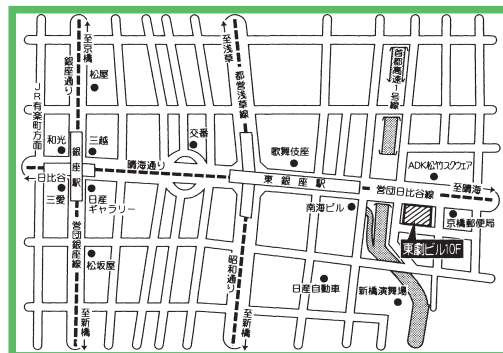 至京橋
銀座通り
松屋
至浅草
都営浅草線
首都高速1号線
JR有楽町方面
和光
三越
銀座駅
交番
晴海通り
歌舞伎座
ADK松竹スクウェア
日比谷
三愛
日産
ギャラリー
東銀座駅
営団日比谷線
至晴海
南海ビル
京橋郵便局
東劇ビル10F
営団銀座線
松坂屋
昭和通り
日産自動車
新橋演舞場
至新橋
至新橋